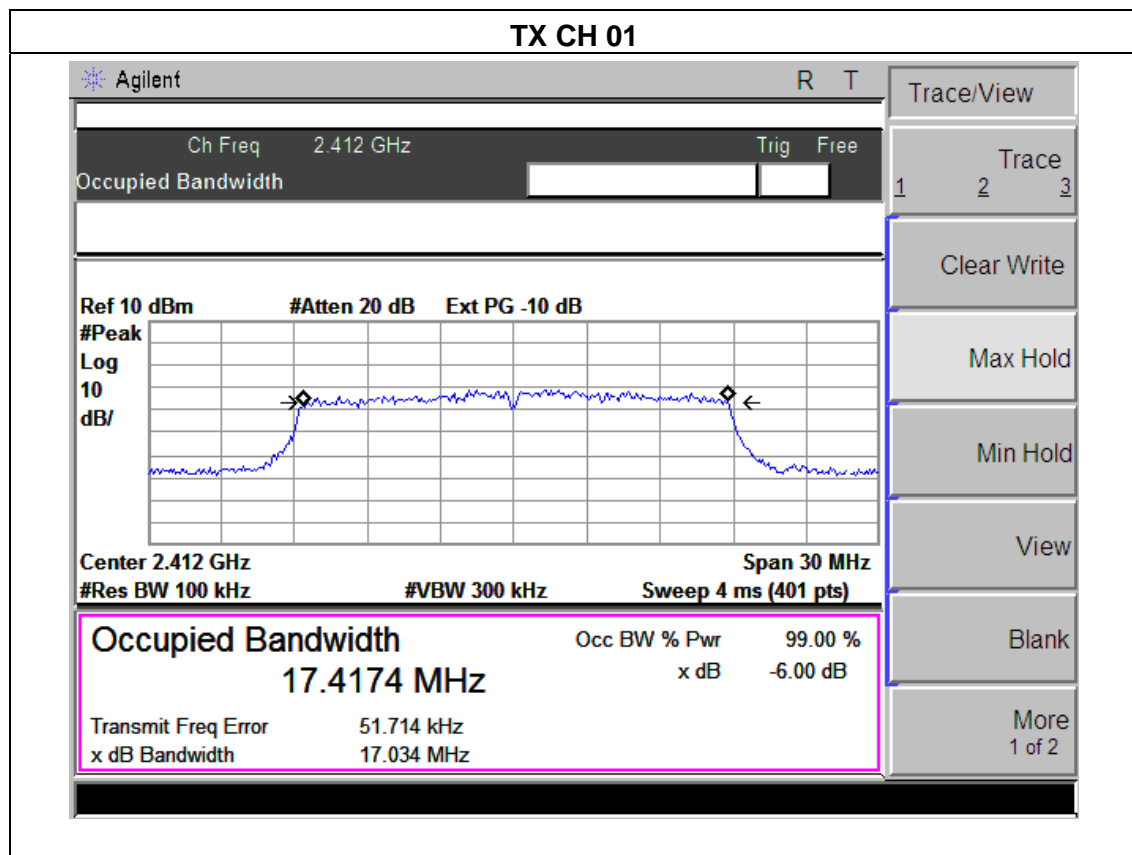 TX CH 01
Agilent R T
Trace/View
Ch Freq 2.412 GHz Trig Free
Occupied Bandwidth
Trace
1 2 3
Clear Write
Ref 10 dBm #Atten 20 dB Ext PG -10 dB
#Peak
Log
10
dB/
Max Hold
Min Hold
View
Center 2.412 GHz Span 30 MHz
#Res BW 100 kHz #VBW 300 kHz Sweep 4 ms (401 pts)
Occupied Bandwidth Occ BW % Pwr 99.00 %
17.4174 MHz x dB -6.00 dB
Blank
Transmit Freq Error 51.714 kHz
x dB Bandwidth 17.034 MHz
More
1 of 2